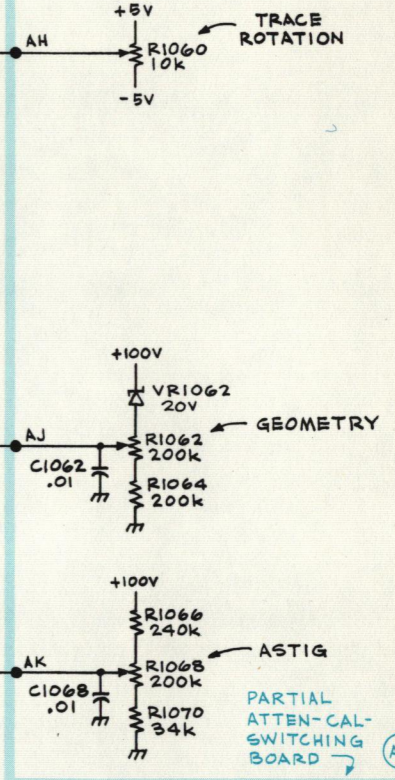 +5V
TRACE
ROTATION
AH
R1060
10k
-5V
+100V
VR1062
20V
GEOMETRY
AJ
R1062
200k
C1062
.01
R1064
200k
+100V
R1066
240k
ASTIG
AK
R1068
200k
C1068
.01
R1070
34k
PARTIAL
ATTEN-CAL-
SWITCHING
BOARD